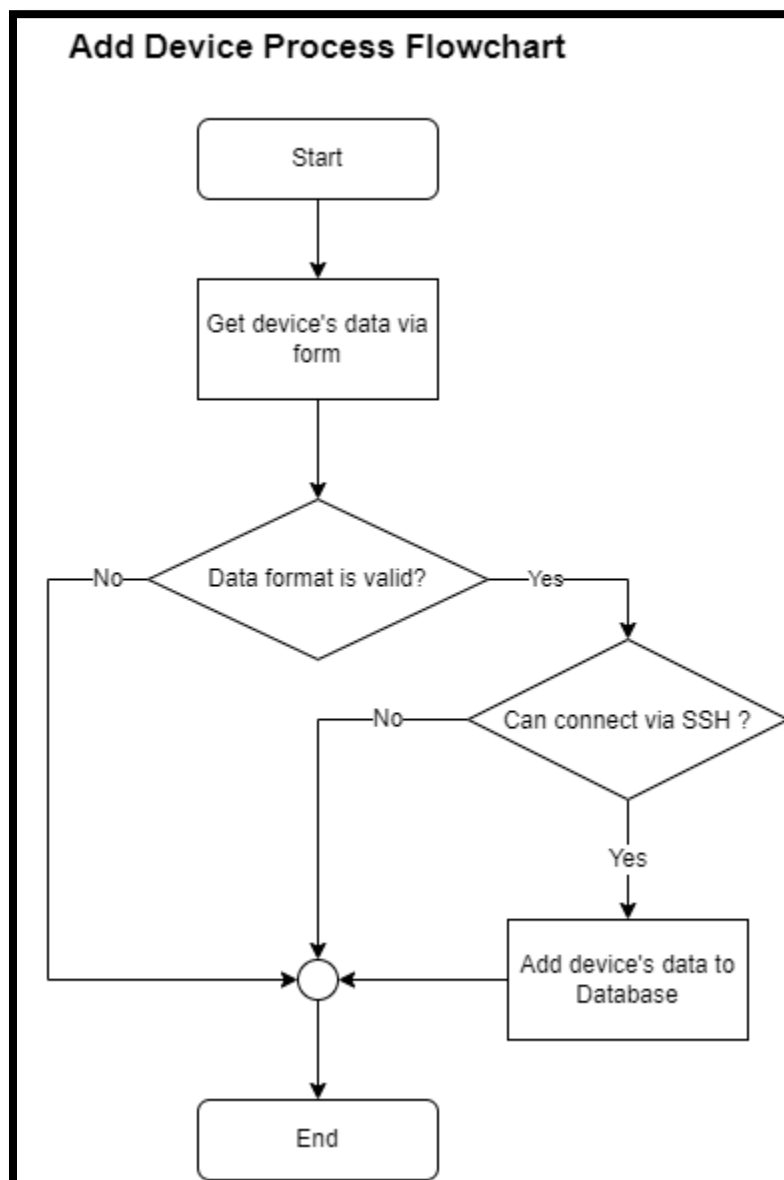 Add Device Process Flowchart
Start
Get device's data via
form
Data format is valid?
No
Yes
Can connect via SSH ?
No
Yes
Add device's data to
Database
End